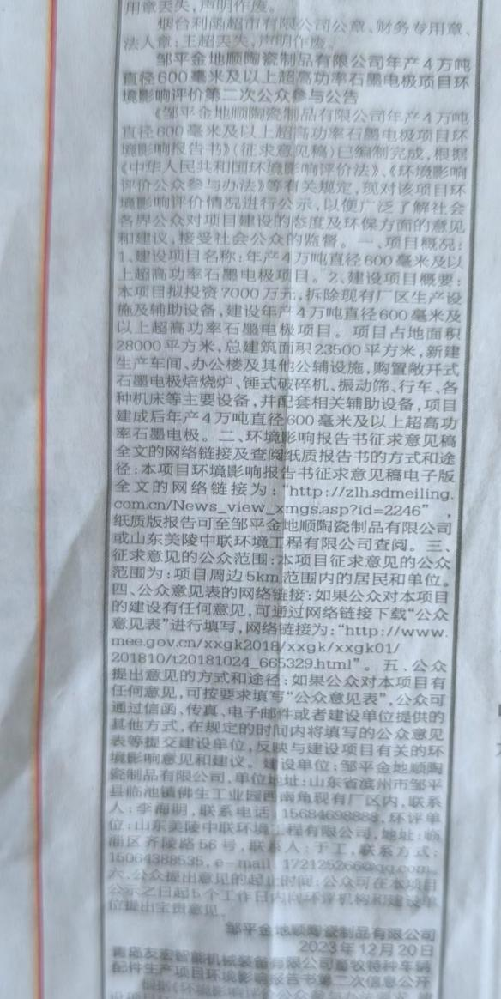 用章丢失,声明作废。
烟台利函超市有限公司公章、财务专用章、
法人章:王超丢失,声明作废。
邹平金地顺陶瓷制品有限公司年产4万吨
直径600毫米及以上超高功率石墨电极项目环
境影响评价第二次公众参与公告
《邹平金地顺陶瓷制品有限公司年产4万吨
直径600毫米及以上超高功率石墨电极项目环
境影响报告书》(征求意见稿)已编制完成,根据
《中华人民共和国环境影响评价法》、《环境影响
评价公众参与办法》等有关规定,现对该项目环
境影响评价情况进行公示,以便广泛了解社会
各界公众对项目建设的态度及环保方面的意见
和建议,接受社会公众的监督。一、项目概况:
1、建设项目名称:年产4万吨直径600毫米及以
上超高功率石墨电极项目。2、建设项目概要:
本项目拟投资7000万元,拆除现有厂区生产设
施及辅助设备,建设年产4万吨直径600毫米及
以上超高功率石墨电极项目。项目占地面积
28000平方米,总建筑面积23500平方米,新建
生产车间、办公楼及其他公辅设施,购置敞开式
石墨电极焙烧炉、锤式破碎机、振动筛、行车、各
种机床等主要设备,并配套相关辅助设备,项目
建成后年产4万吨直径600毫米及以上超高功
率石墨电极。二、环境影响报告书征求意见稿
全文的网络链接及查阅纸质报告书的方式和途
径:本项目环境影响报告书征求意见稿电子版
全文的网络链接为:“http://zlh.sdmeiling.
com.cn/News_view_xmgs.asp?id=2246”,
纸质版报告可至邹平金地顺陶瓷制品有限公司
或山东美陵中联环境工程有限公司查阅。三、
征求意见的公众范围:本项目征求意见的公众
范围为:项目周边5km范围内的居民和单位。
四、公众意见表的网络链接:如果公众对本项目
的建设有任何意见,可通过网络链接下载“公众
意见表”进行填写,网络链接为:“http://www.
mee.gov.cn/xxgk2018/xxgk/xxgk01/
201810/t20181024_665329.html”。五、公众
提出意见的方式和途径:如果公众对本项目有
任何意见,可按要求填写“公众意见表”,公众可
通过信函、传真、电子邮件或者建设单位提供的
其他方式,在规定的时间内将填写的公众意见
表等提交建设单位,反映与建设项目有关的环
境影响意见和建议。建设单位:邹平金地顺陶
瓷制品有限公司,单位地址:山东省滨州市邹平
县临池镇佛生工业园西南角现有厂区内,联系
人:李海明,联系电话:15684698888,环评单
位:山东美陵中联环境工程有限公司,地址:临
淄区齐陵路56号,联系人:于工,联系方式:
15064388535,e-mail:172125266@qq.com。
六、公众提出意见的起止时间:公众可在本项目
公示之日起5个工作日内向环评机构和建设单
位提出宝贵意见。
邹平金地顺陶瓷制品有限公司
2023年12月20日
青岛友宏智能机械装备有限公司畜牧特种车辆
配件生产项目环境影响报告书第二次信息公开